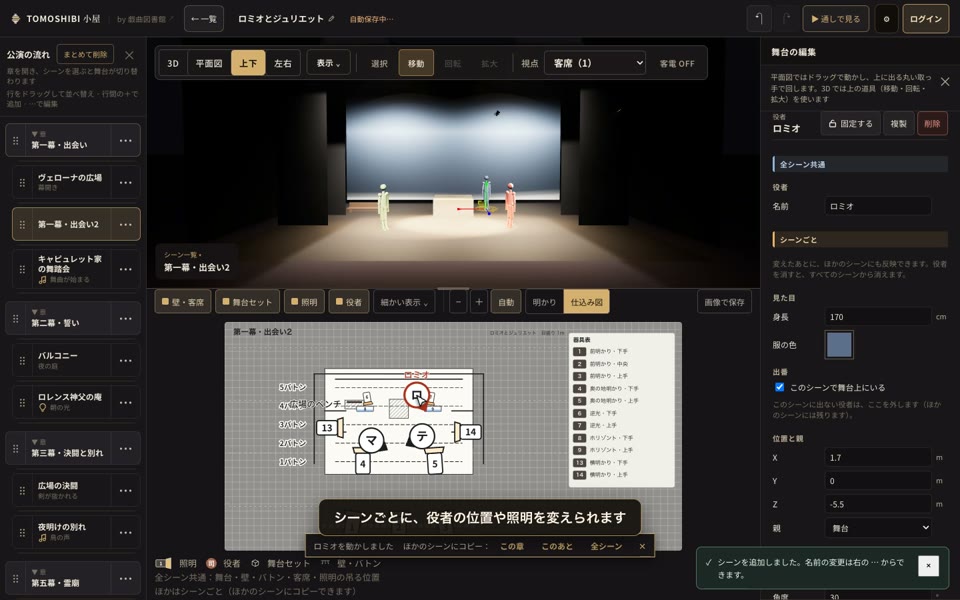 TOMOSHIBI 小屋
by 戯曲図書館
← 一覧
ロミオとジュリエット
自動保存中…
▶ 通しで見る
ログイン
公演の流れ
まとめて削除
章を開き、シーンを選ぶと舞台が切り替わります
行をドラッグして並べ替え・行間の＋で追加・…で編集
▼ 章
第一幕・出会い
ヴェローナの広場
幕開き
第一幕・出会い2
キャピュレット家の舞踏会
舞曲が始まる
▼ 章
第二幕・誓い
バルコニー
夜の庭
ロレンス神父の庵
朝の光
▼ 章
第三幕・決闘と別れ
広場の決闘
剣が抜かれる
夜明けの別れ
鳥の声
▼ 章
第五幕・霊廟
3D
平面図
上下
左右
表示
選択
移動
回転
拡大
視点
客席（1）
客電 OFF
シーン一覧
第一幕・出会い2
壁・客席
舞台セット
照明
役者
細かい表示
−
＋
自動
明かり
仕込み図
画像で保存
第一幕・出会い2
器具表
1 前明かり・下手
2 前明かり・中央
3 前明かり・上手
4 奥の地明かり・下手
5 奥の地明かり・上手
6 逆光・下手
7 逆光・上手
8 ホリゾント・下手
9 ホリゾント・上手
13 横明かり・下手
14 横明かり・上手
ロミオ
5バトン
広場のベンチ
ロ
3バトン
13
14
マ
テ
2バトン
1バトン
4
5
シーンごとに、役者の位置や照明を変えられます
ロミオを動かしました
ほかのシーンにコピー：
この章
このあと
全シーン
×
照明
役者
舞台セット
壁・バトン
全シーン共通：舞台・壁・バトン・客席・照明の吊る位置
ほかはシーンごと（ほかのシーンにコピーできます）
舞台の編集
平面図ではドラッグで動かし、上に出る丸い取っ手で回します。3D では上の道具（移動・回転・拡大）を使います
役者
ロミオ
固定する
複製
削除
全シーン共通
役者
名前
ロミオ
シーンごと
変えたあとに、ほかのシーンにも反映できます。役者を消すと、すべてのシーンから消えます。
見た目
身長
170
cm
服の色
出番
このシーンで舞台上にいる
このシーンに出ない役者は、ここを外します（ほかのシーンには残ります）。
位置と親
X
1.7
m
Y
0
m
Z
-5.5
m
親
舞台
✓ シーンを追加しました。名前の変更は右の … からできます。
×
角度
30